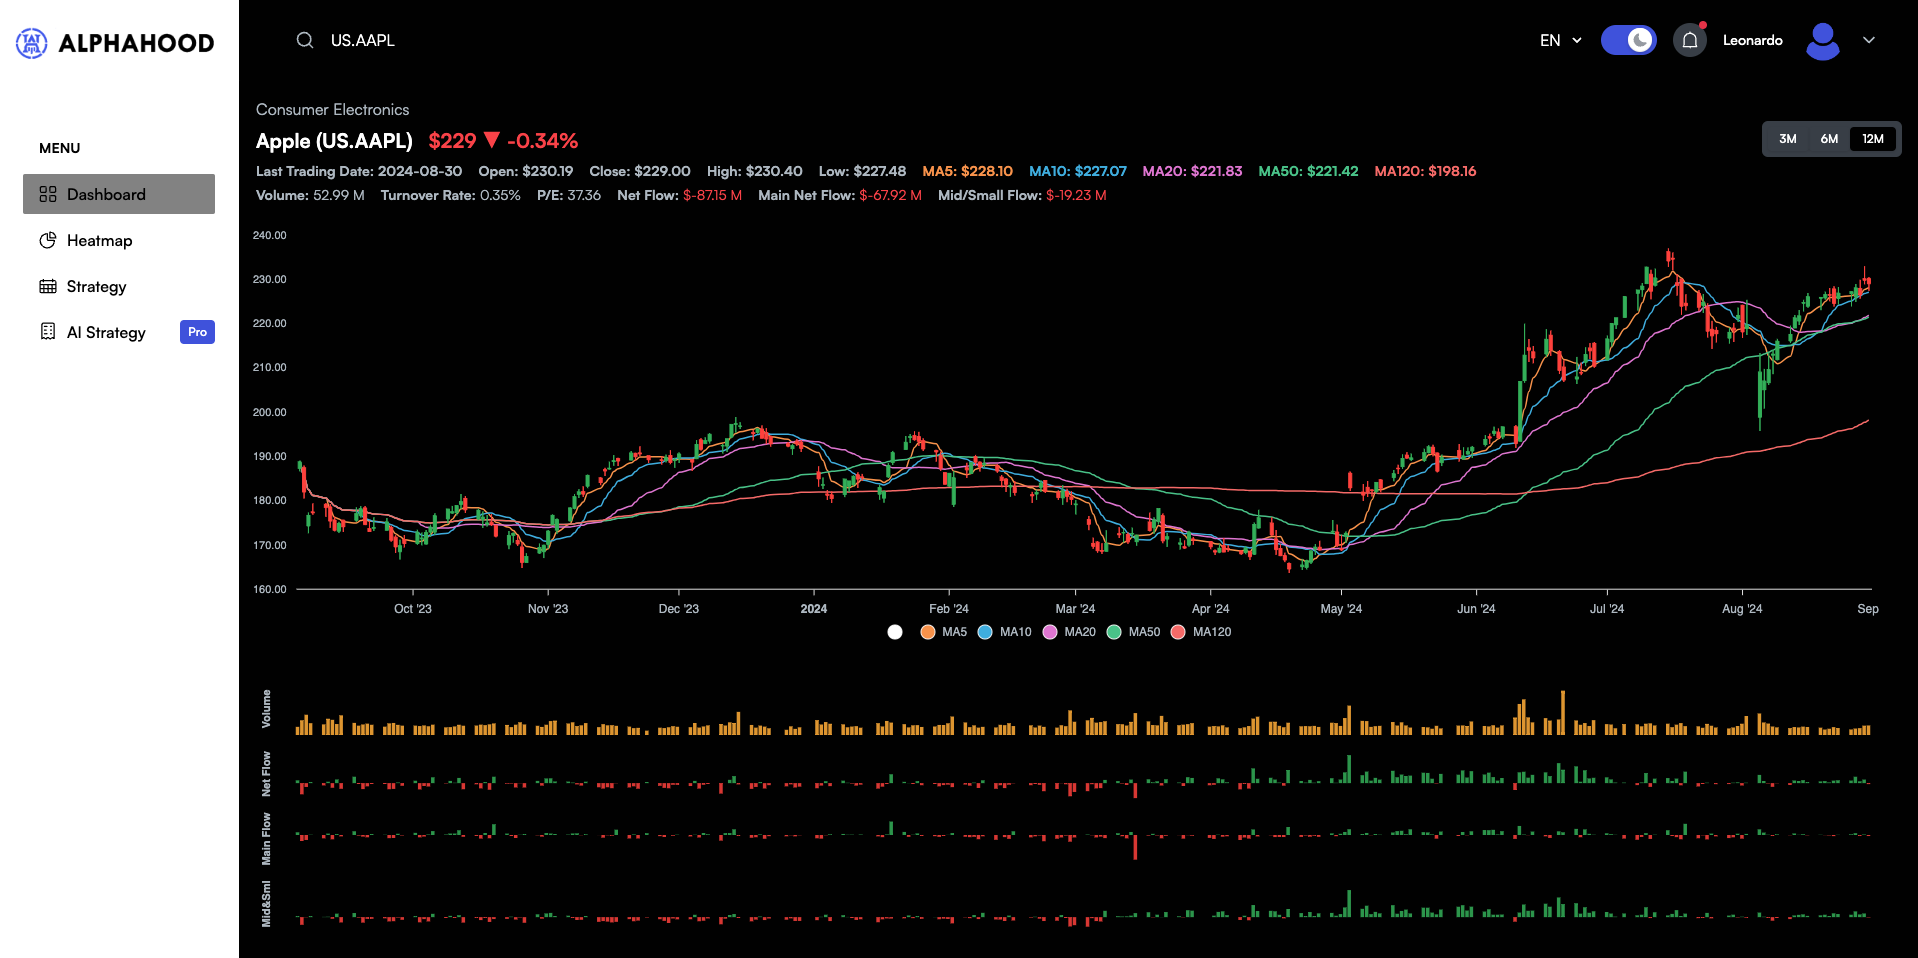 TAT
ALPHAHOOD
US.AAPL
EN
Leonardo
MENU
Dashboard
Heatmap
Strategy
AI Strategy Pro
Consumer Electronics
Apple (US.AAPL) $229 ▼ -0.34%
3M 6M 12M
Last Trading Date: 2024-08-30 Open: $230.19 Close: $229.00 High: $230.40 Low: $227.48 MA5: $228.10 MA10: $227.07 MA20: $221.83 MA50: $221.42 MA120: $198.16
Volume: 52.99 M Turnover Rate: 0.35% P/E: 37.36 Net Flow: $-87.15 M Main Net Flow: $-67.92 M Mid/Small Flow: $-19.23 M
240.00
230.00
220.00
210.00
200.00
190.00
180.00
170.00
160.00
Oct '23 Nov '23 Dec '23 2024 Feb '24 Mar '24 Apr '24 May '24 Jun '24 Jul '24 Aug '24 Sep
MA5 MA10 MA20 MA50 MA120
Volume
Net Flow
Main Flow
Mid&Sml